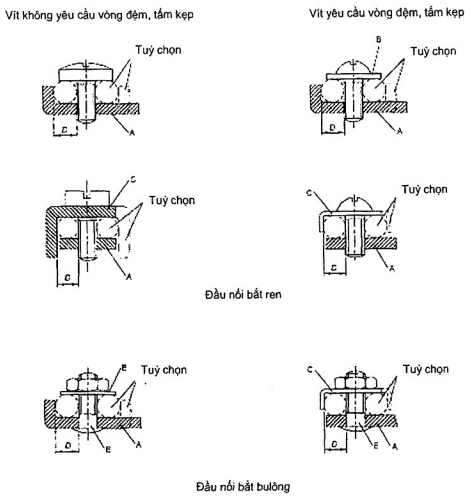 Vít không yêu cầu vòng đệm, tấm kẹp
Vít yêu cầu vòng đệm, tấm kẹp
Tuỳ chọn
D
A
B
Tuỳ chọn
D
A
C
Tuỳ chọn
D
A
C
Tuỳ chọn
D
A
Đầu nối bắt ren
E
Tuỳ chọn
D
E
A
C
Tuỳ chọn
D
E
A
Đầu nối bắt bulông